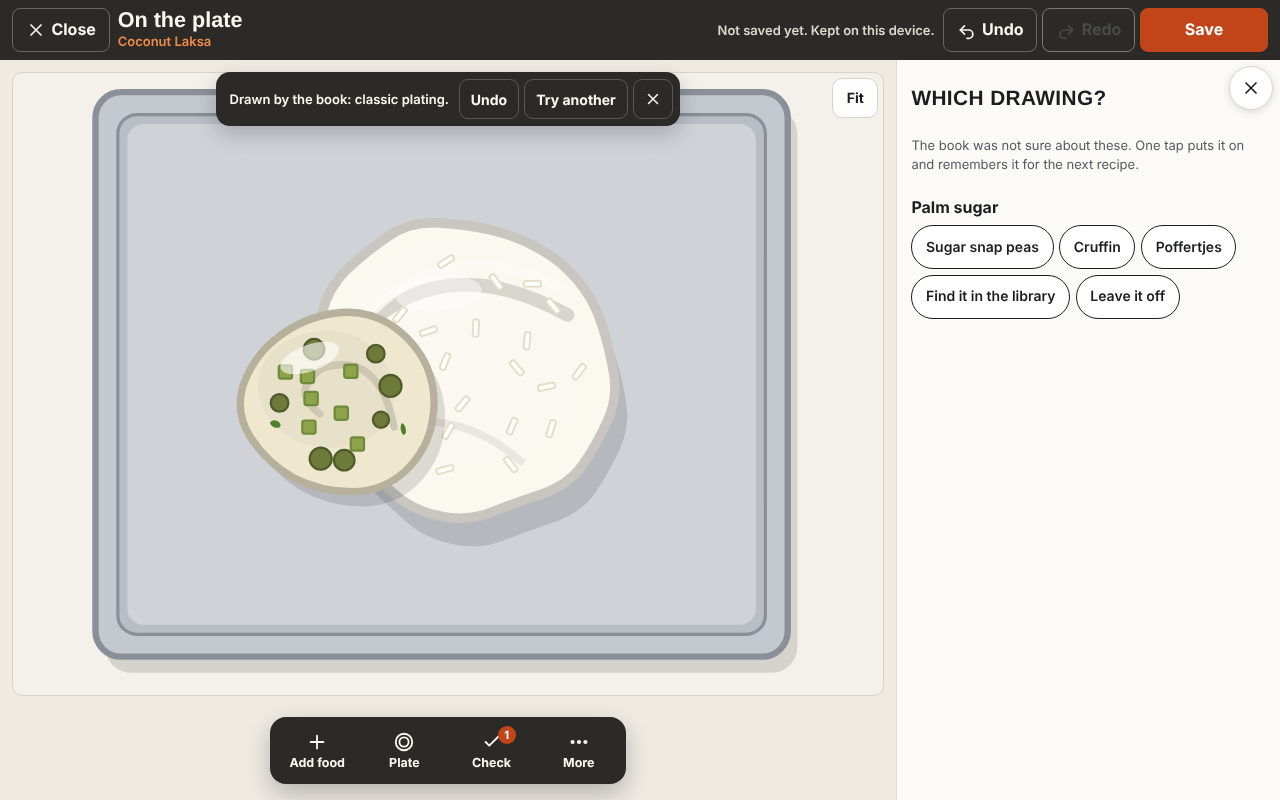 Close
On the plate
Coconut Laksa
Not saved yet. Kept on this device.
Undo
Redo
Save
Drawn by the book: classic plating.
Undo
Try another
Fit
WHICH DRAWING?
The book was not sure about these. One tap puts it on
and remembers it for the next recipe.
Palm sugar
Sugar snap peas
Cruffin
Poffertjes
Find it in the library
Leave it off
Add food
Plate
1
Check
More